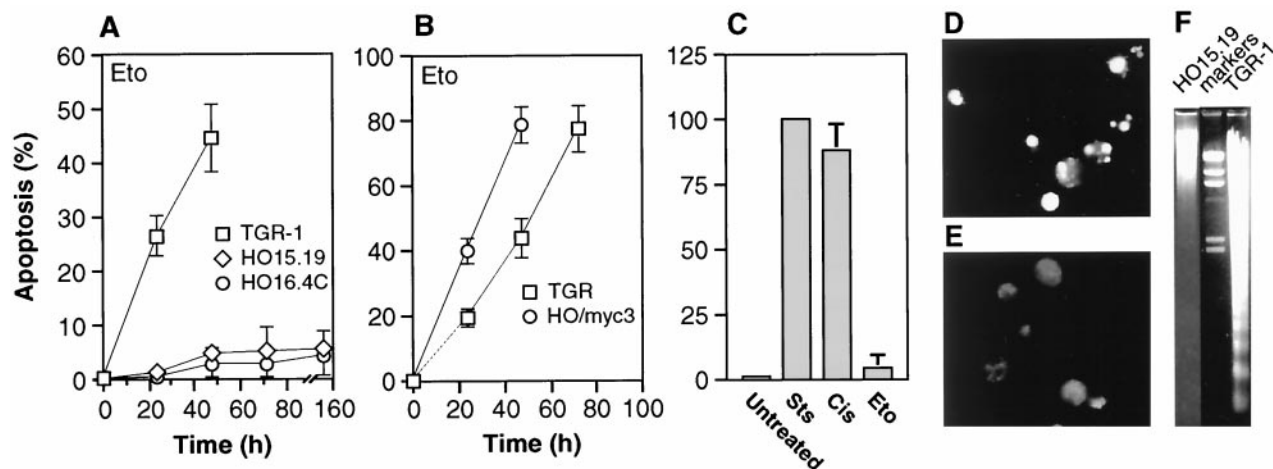 A
B
C
D
F
Apoptosis (%)
60
50
40
30
20
10
0
Eto
TGR-1
HO15.19
HO16.4C
0 20 40 60 80 160
Time (h)
100
80
60
40
20
0
Eto
TGR
HO/myc3
0 20 40 60 80
Time (h)
125
100
75
50
25
0
Untreated
Sts
Cis
Eto
E
HO15.19
markers
TGR-1